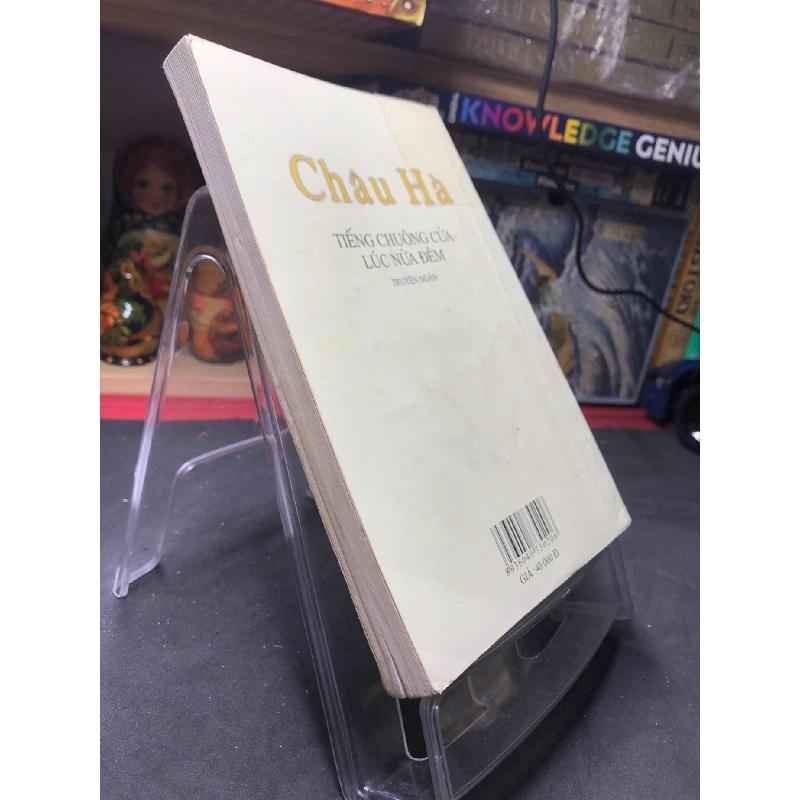 KNOWLEDGE GENIU
Châu Hà
TIẾNG CHUÔNG CỬA
LÚC NỬA ĐÊM
TRUYỆN NGẮN
GIÁ: 40 000 Đ